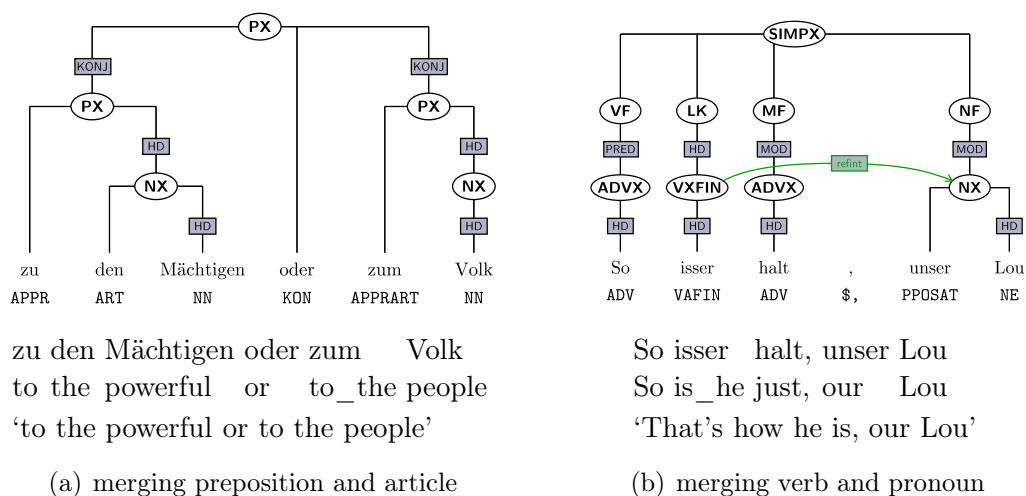 PX
KONJ KONJ
PX PX
HD HD
NX NX
HD HD
zu den Mächtigen oder zum Volk
APPR ART NN KON APPRART NN
zu den Mächtigen oder zum Volk
to the powerful or to_the people
‘to the powerful or to the people’
(a) merging preposition and article
SIMPX
VF LK MF NF
PRED HD MOD MOD
refint
ADVX VXFIN ADVX NX
HD HD HD HD
So isser halt , unser Lou
ADV VAFIN ADV $, PPOSAT NE
So isser halt, unser Lou
So is_he just, our Lou
‘That's how he is, our Lou’
(b) merging verb and pronoun